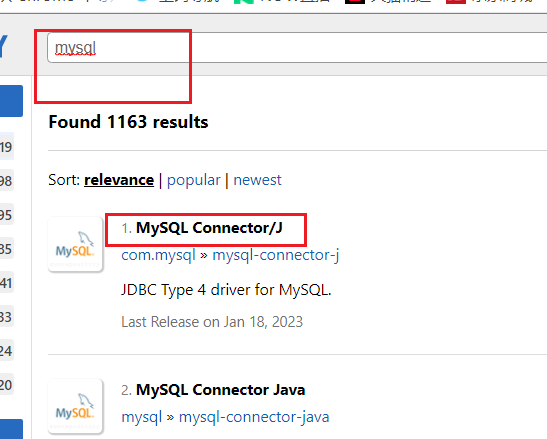 mysql
Found 1163 results
19
98
95
35
41
33
24
20
Sort: relevance | popular | newest
MySQL
1. MySQL Connector/J
com.mysql » mysql-connector-j
JDBC Type 4 driver for MySQL.
Last Release on Jan 18, 2023
MySQL
2. MySQL Connector Java
mysql » mysql-connector-java